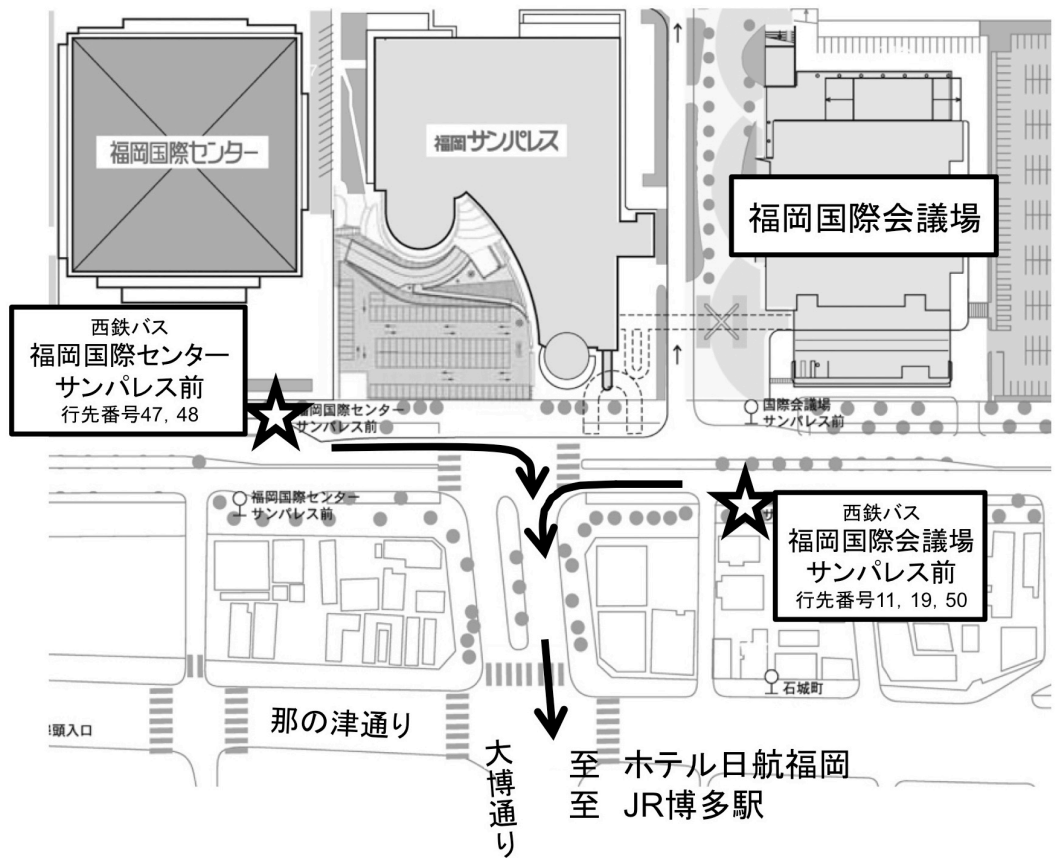 福岡国際センター
福岡サンパレス
福岡国際会議場
西鉄バス
福岡国際センター
サンパレス前
行先番号47, 48
福岡国際センター
サンパレス前
国際会議場
サンパレス前
福岡国際センター
サンパレス前
西鉄バス
福岡国際会議場
サンパレス前
行先番号11, 19, 50
石城町
頭入口
那の津通り
大博通り
至 ホテル日航福岡
至 JR博多駅